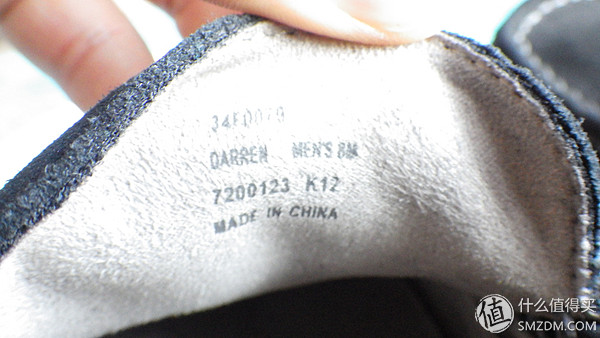 DARREN MEN'S 8M
7200123 K12
MADE IN CHINA
值 什么值得买
SMZDM.COM